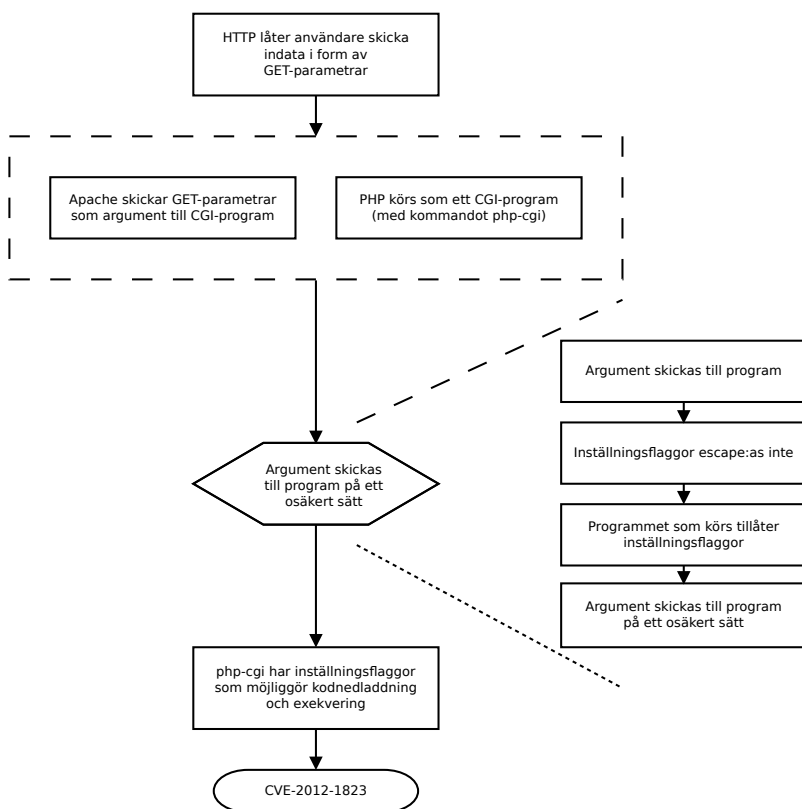 HTTP låter användare skicka
indata i form av
GET-parametrar
Apache skickar GET-parametrar
som argument till CGI-program
PHP körs som ett CGI-program
(med kommandot php-cgi)
Argument skickas
till program på ett
osäkert sätt
Argument skickas till program
Inställningsflaggor escape:as inte
Programmet som körs tillåter
inställningsflaggor
Argument skickas till program
på ett osäkert sätt
php-cgi har inställningsflaggor
som möjliggör kodnedladdning
och exekvering
CVE-2012-1823